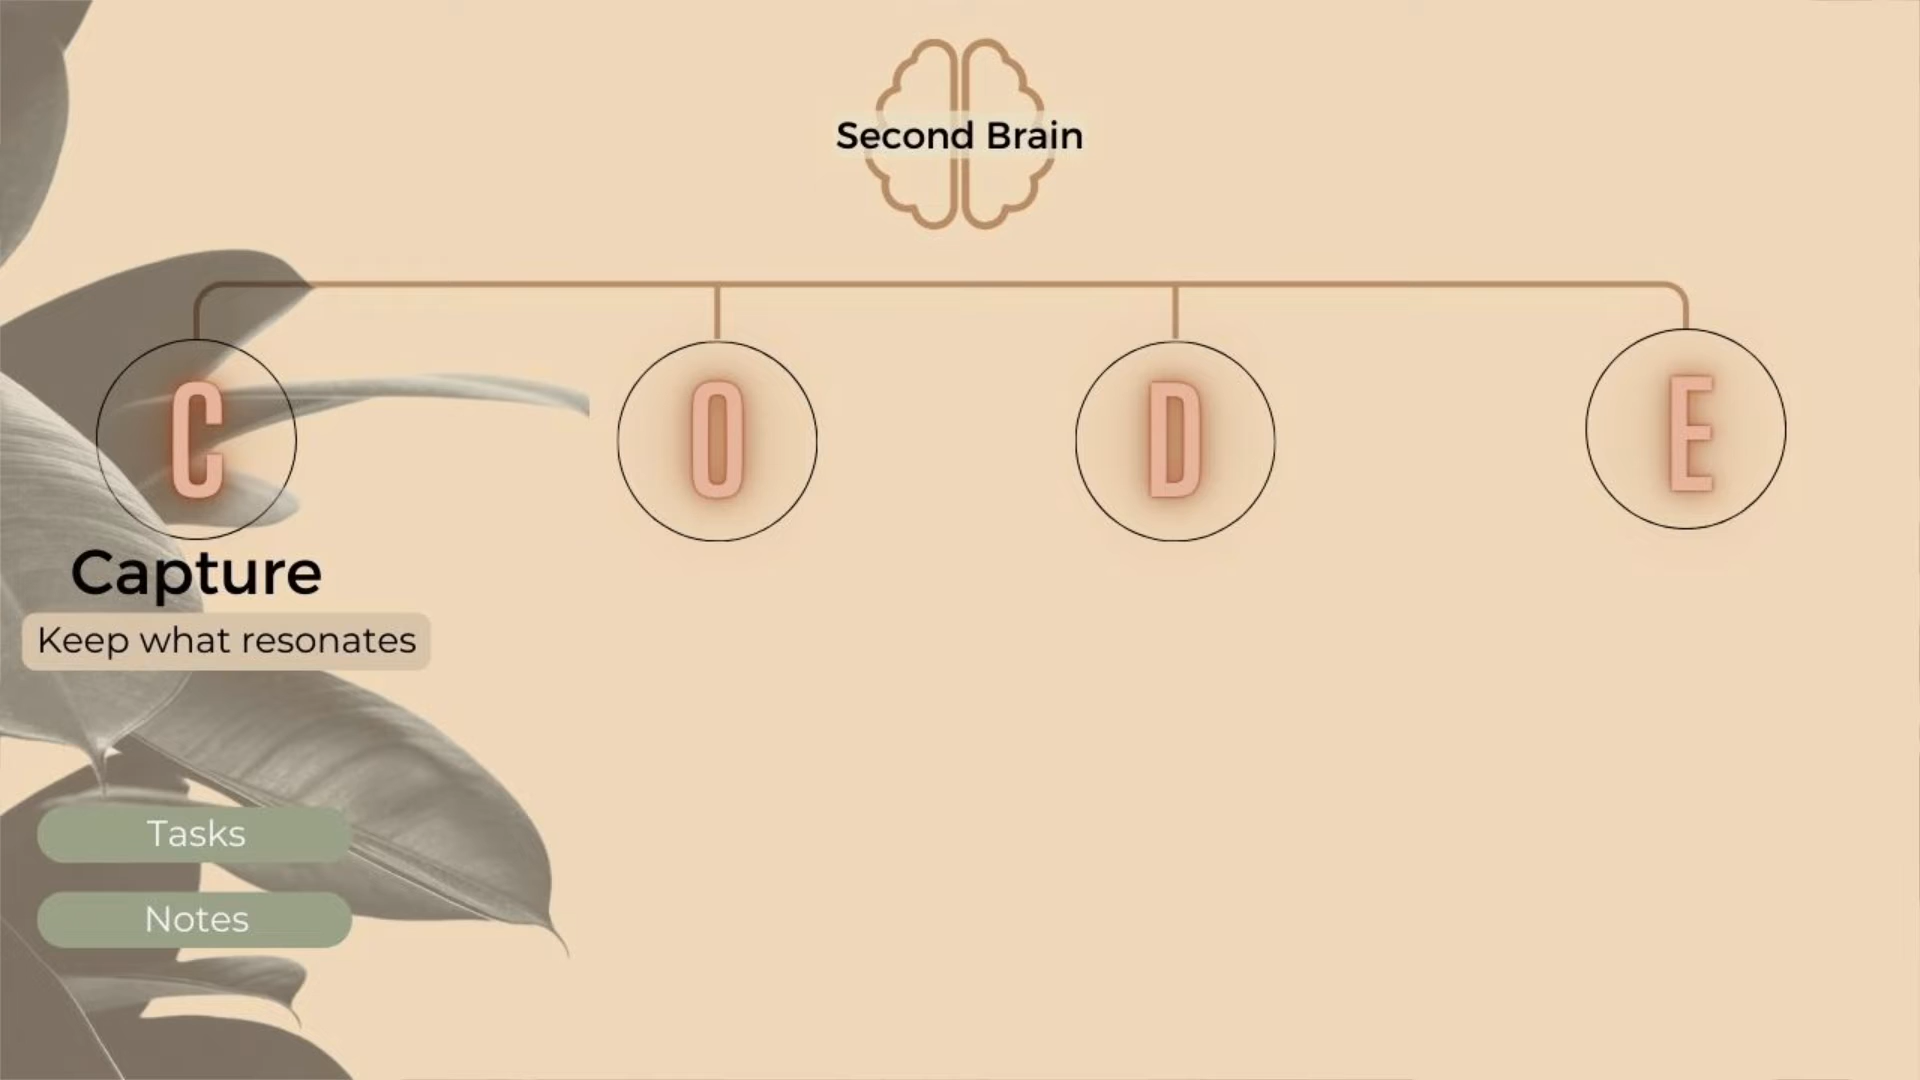 Second Brain
C O D E
Capture
Keep what resonates
Tasks
Notes